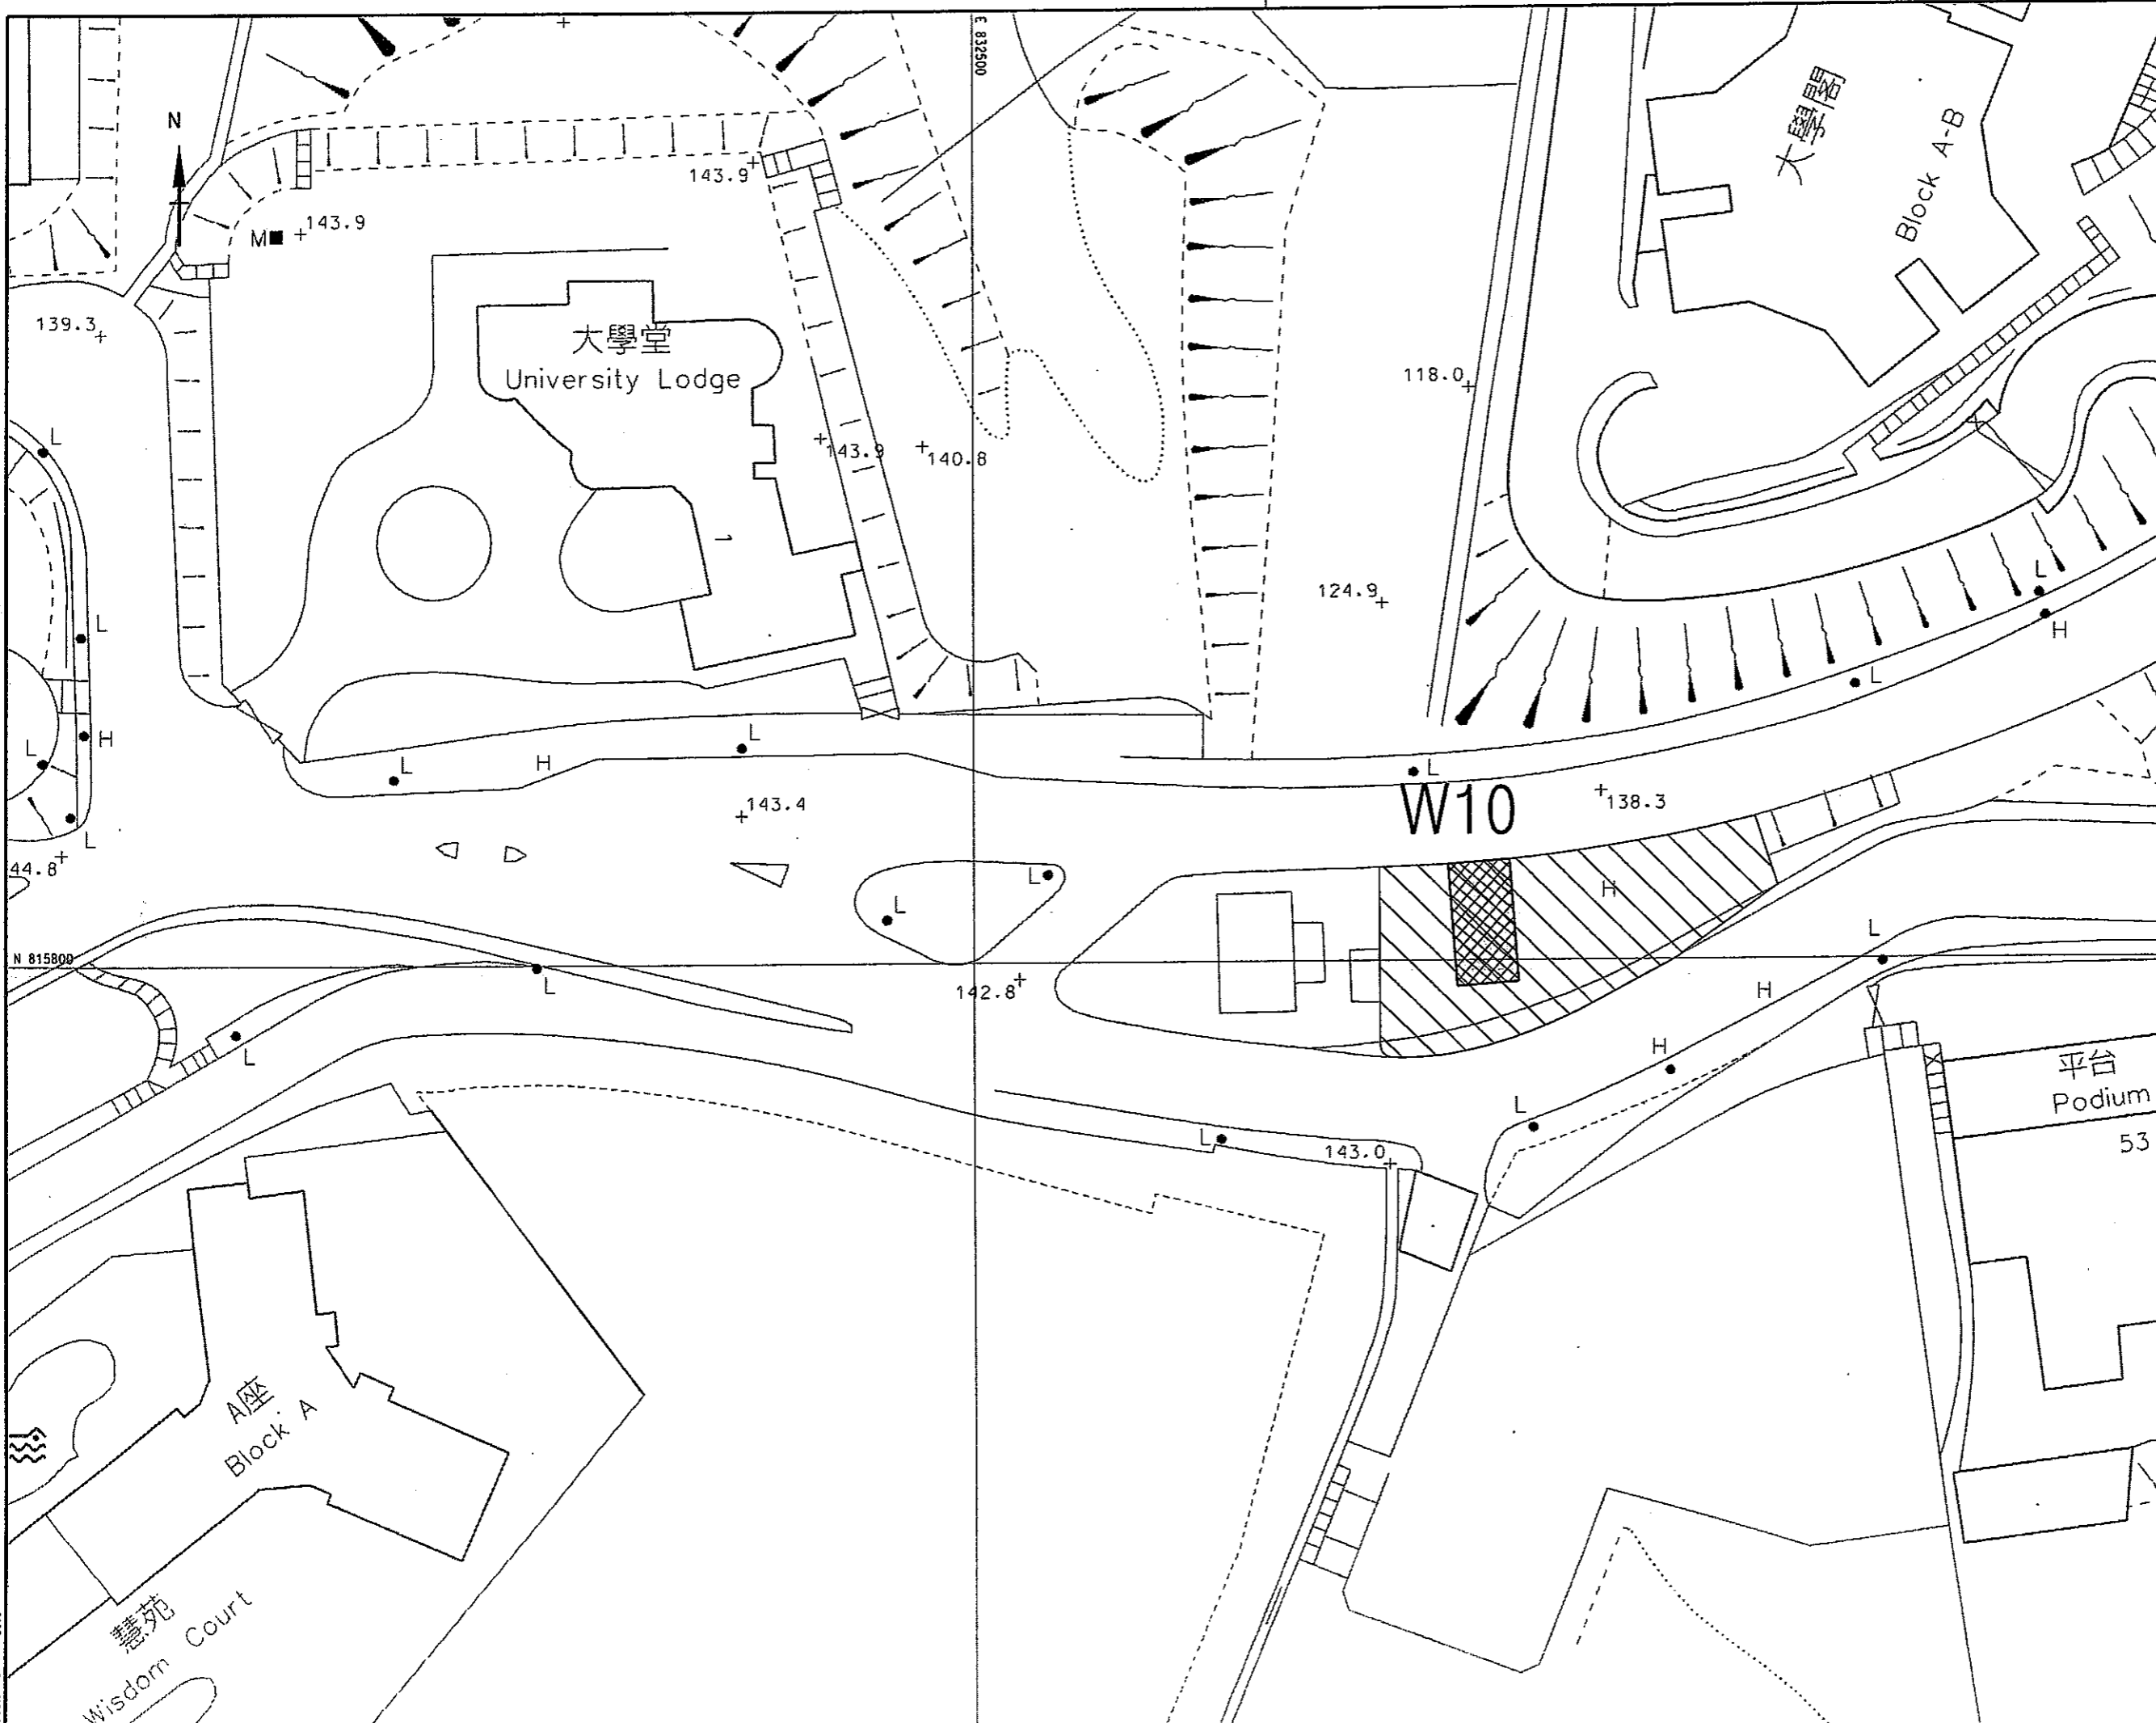 E 832500
N
大學閣
Block A-B
143.9
M
143.9
139.3
大學堂
University Lodge
118.0
L
143.9
140.8
1
124.9
L
H
L
L
H
L
L
L
H
L
L
W10
138.3
143.4
L
44.8
L
L
H
N 815800
L
142.8
L
H
L
H
平台
Podium
L
L
143.0
53
A座
Block A
慧苑
Wisdom Court